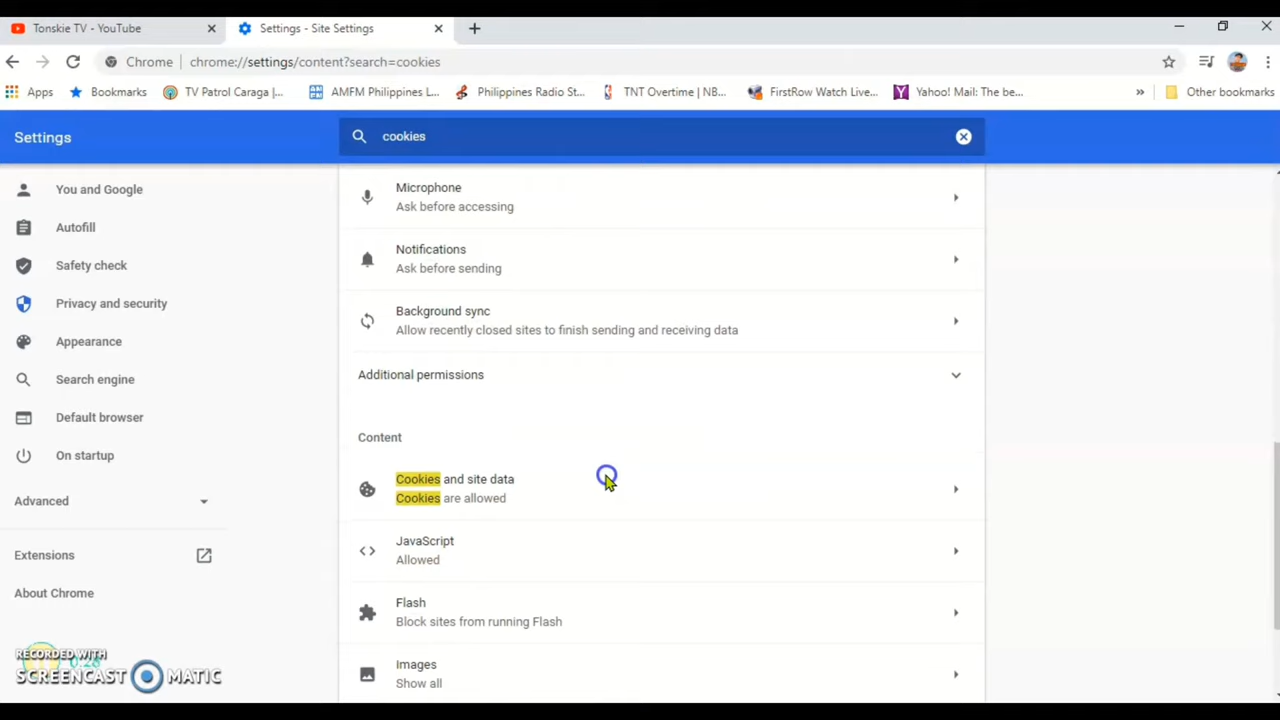 Tonskie TV - YouTube
Settings - Site Settings
Chrome
chrome://settings/content?search=cookies
Apps
Bookmarks
TV Patrol Caraga |...
AMFM Philippines L...
Philippines Radio St...
TNT Overtime | NB...
FirstRow Watch Live...
Yahoo! Mail: The be...
»
Other bookmarks
Settings
cookies
You and Google
Autofill
Safety check
Privacy and security
Appearance
Search engine
Default browser
On startup
Advanced
Extensions
About Chrome
Microphone
Ask before accessing
Notifications
Ask before sending
Background sync
Allow recently closed sites to finish sending and receiving data
Additional permissions
Content
Cookies and site data
Cookies are allowed
JavaScript
Allowed
Flash
Block sites from running Flash
Images
Show all
RECORDED WITH
SCREENCAST MATIC